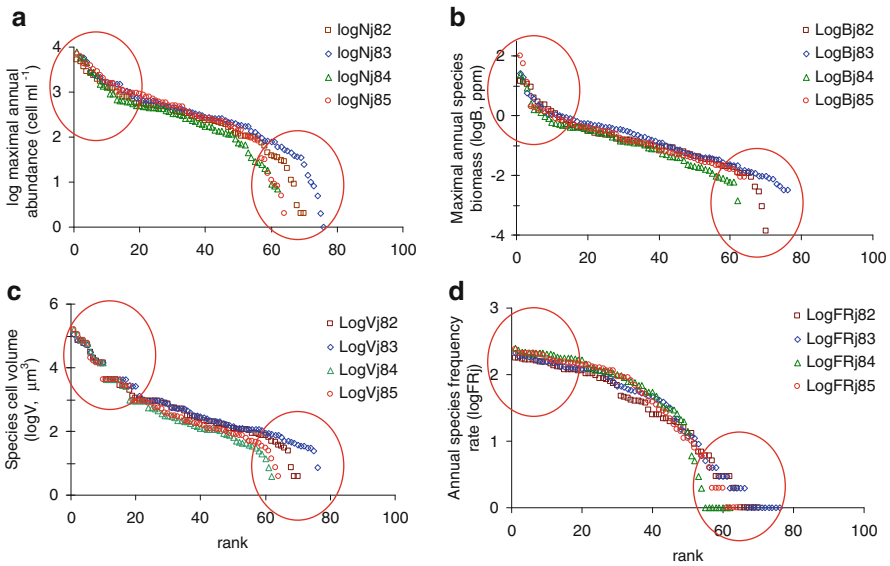 a
logNj82
logNj83
logNj84
logNj85
log maximal annual
abundance (cell ml⁻¹)
4
3
2
1
0
0 20 40 60 80 100
b
LogBj82
LogBj83
LogBj84
LogBj85
Maximal annual species
biomass (logB, ppm)
2
0
-2
-4
0 20 40 60 80 100
c
LogVj82
LogVj83
LogVj84
LogVj85
Species cell volume
(logV, μm³)
6
4
2
0
0 20 40 60 80 100
rank
d
LogFRj82
LogFRj83
LogFRj84
LogFRj85
Annual species frequency
rate (logFRj)
3
2
1
0
0 20 40 60 80 100
rank